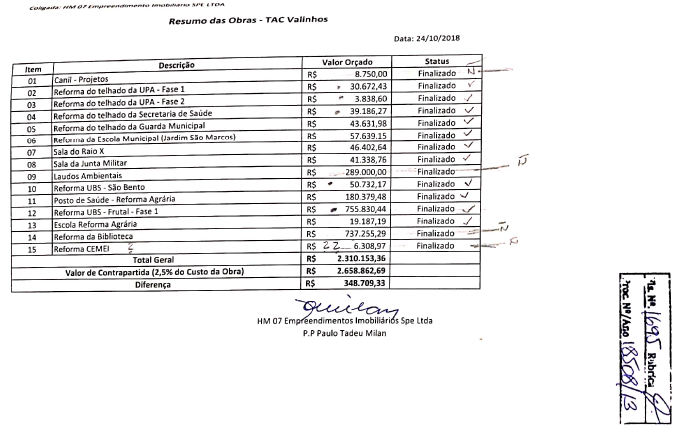 Coligada: HM 07 Empreendimento Imobiliário SPE LTDA
Resumo das Obras - TAC Valinhos
Data: 24/10/2018
Item Descrição Valor Orçado Status
01 Canil - Projetos R$ 8.750,00 Finalizado N
02 Reforma do telhado da UPA - Fase 1 R$ 30.672,43 Finalizado ✓
03 Reforma do telhado da UPA - Fase 2 R$ 3.838,60 Finalizado ✓
04 Reforma do telhado da Secretaria de Saúde R$ 39.186,27 Finalizado ✓
05 Reforma do telhado da Guarda Municipal R$ 43.631,98 Finalizado ✓
06 Reforma da Escola Municipal (Jardim São Marcos) R$ 57.639,15 Finalizado ✓
07 Sala do Raio X R$ 46.402,64 Finalizado ✓
08 Sala da Junta Militar R$ 41.338,76 Finalizado ✓
09 Laudos Ambientais R$ 289.000,00 Finalizado N
10 Reforma UBS - São Bento R$ 50.732,17 Finalizado ✓
11 Posto de Saúde - Reforma Agrária R$ 180.379,48 Finalizado ✓
12 Reforma UBS - Frutal - Fase 1 R$ 755.830,44 Finalizado ✓
13 Escola Reforma Agrária R$ 19.187,19 Finalizado ✓
14 Reforma da Biblioteca R$ 737.255,29 Finalizado N
15 Reforma CEMEI ? R$ ?? 6.308,97 Finalizado N
Total Geral R$ 2.310.153,36
Valor de Contrapartida (2,5% do Custo da Obra) R$ 2.658.862,69
Diferença R$ 348.709,33
HM 07 Empreendimentos Imobiliários Spe Ltda
P.P Paulo Tadeu Milan
Fls. Nº 1695 Rubrica
Proc. Nº/Ano 18508/13